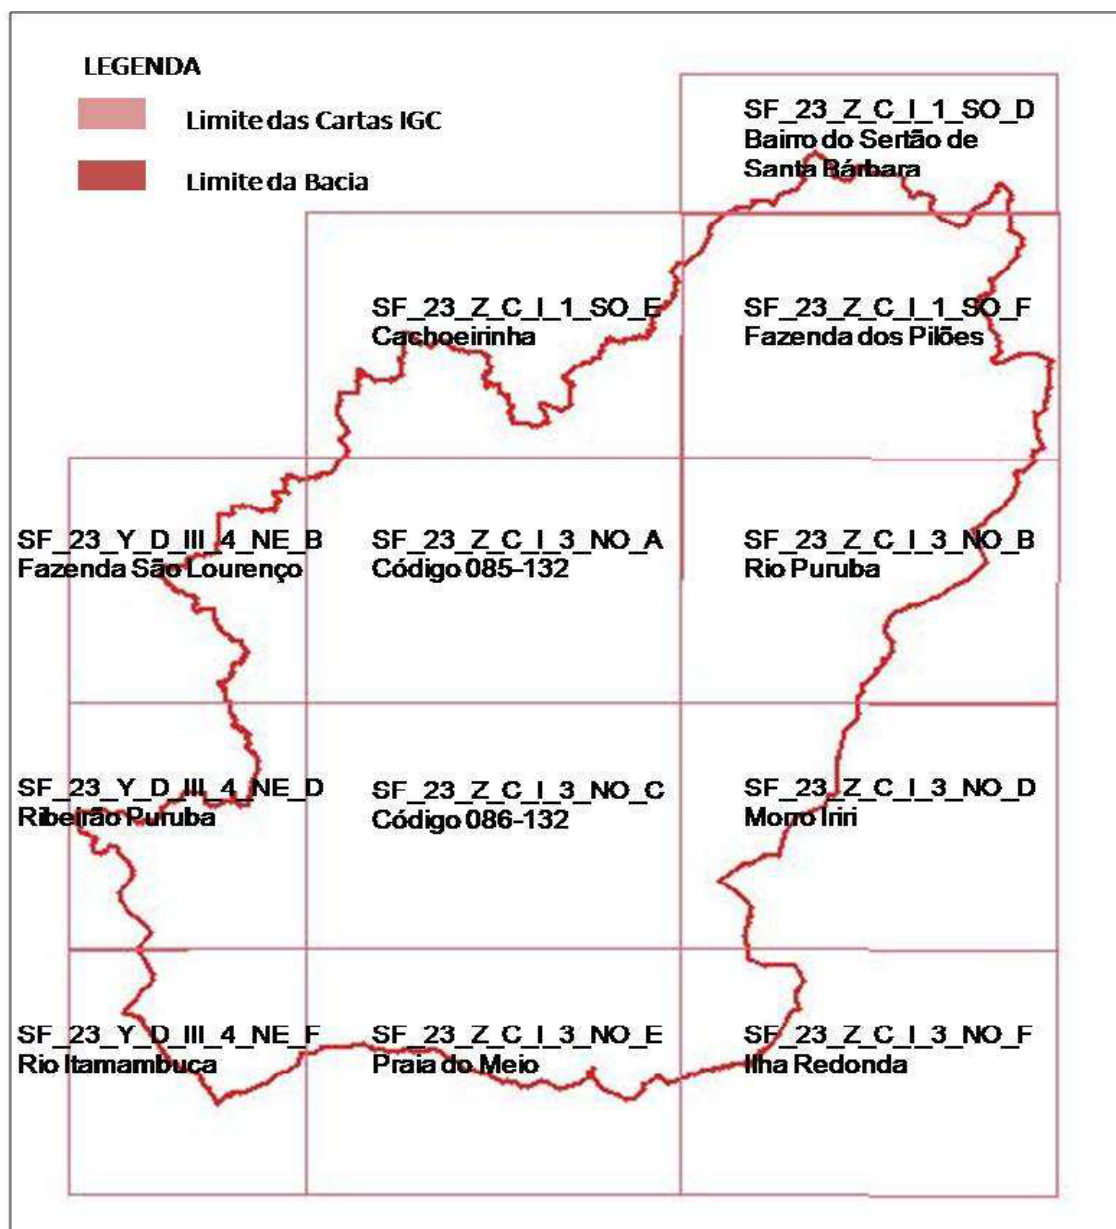 LEGENDA
Limite das Cartas IGC
Limite da Bacia
SF_23_Z_C_I_1_SO_D
Bairro do Sertão de
Santa Bárbara
SF_23_Z_C_I_1_SO_E
Cachoeirinha
SF_23_Z_C_I_1_SO_F
Fazenda dos Pilões
SF_23_Y_D_III_4_NE_B
Fazenda São Lourenço
SF_23_Z_C_I_3_NO_A
Código 085-132
SF_23_Z_C_I_3_NO_B
Rio Puruba
SF_23_Y_D_III_4_NE_D
Ribeirão Puruba
SF_23_Z_C_I_3_NO_C
Código 086-132
SF_23_Z_C_I_3_NO_D
Morro Iriri
SF_23_Y_D_III_4_NE_F
Rio Itamambuca
SF_23_Z_C_I_3_NO_E
Praia do Meio
SF_23_Z_C_I_3_NO_F
Ilha Redonda